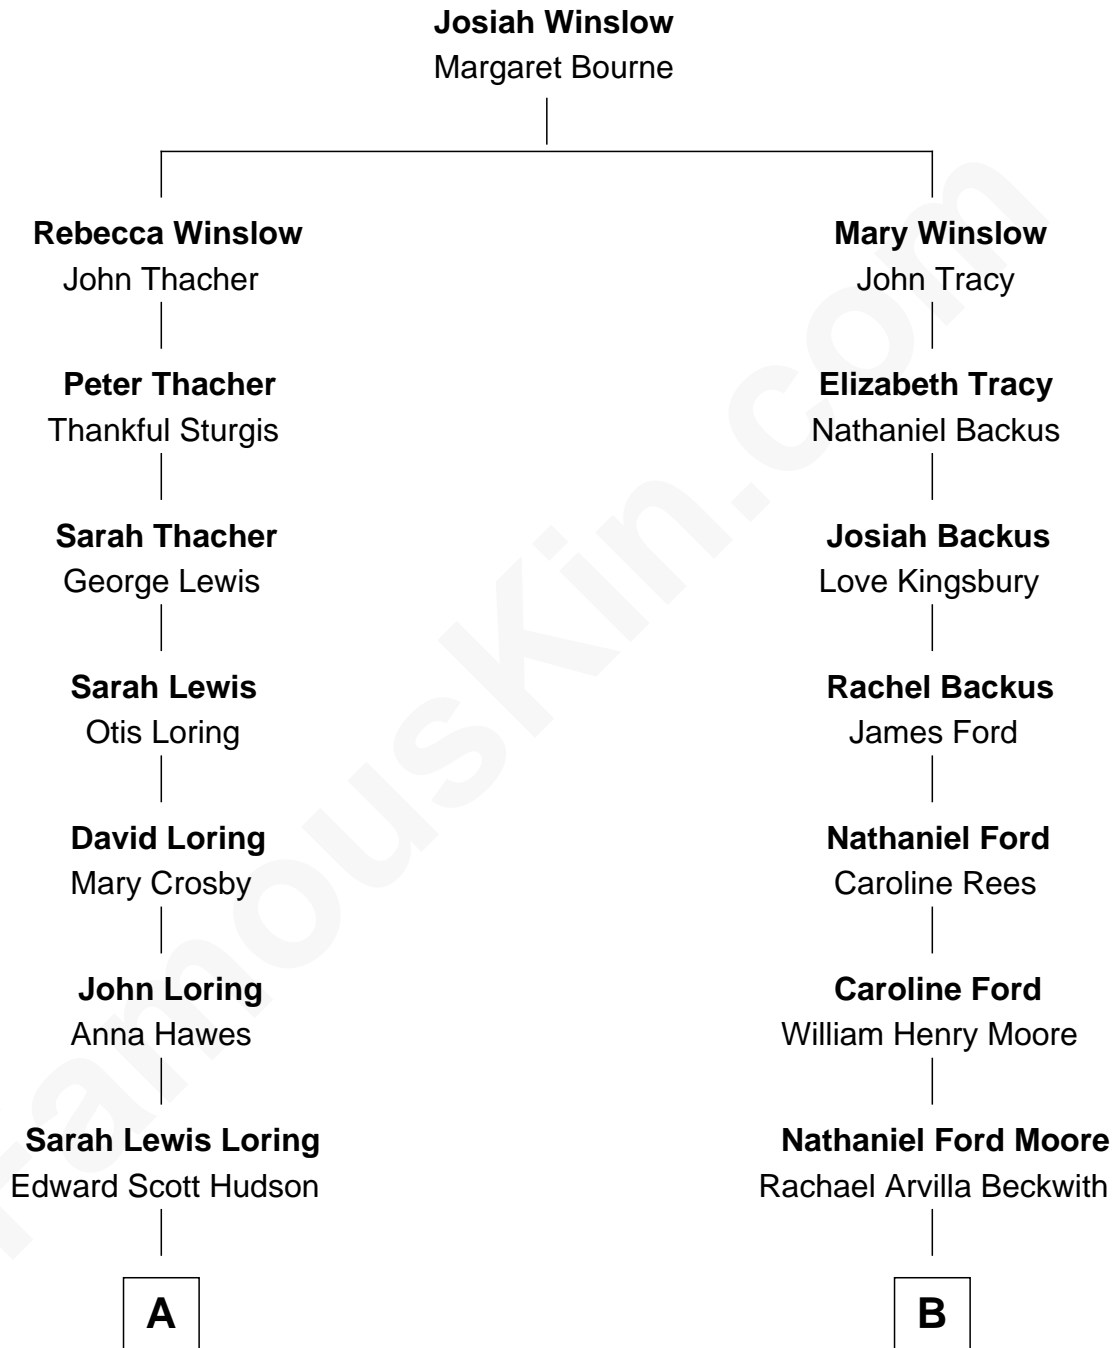 Josiah Winslow
Margaret Bourne
Rebecca Winslow
John Thacher
Mary Winslow
John Tracy
Peter Thacher
Thankful Sturgis
Elizabeth Tracy
Nathaniel Backus
Sarah Thacher
George Lewis
Josiah Backus
Love Kingsbury
Sarah Lewis
Otis Loring
Rachel Backus
James Ford
David Loring
Mary Crosby
Nathaniel Ford
Caroline Rees
John Loring
Anna Hawes
Caroline Ford
William Henry Moore
Sarah Lewis Loring
Edward Scott Hudson
Nathaniel Ford Moore
Rachael Arvilla Beckwith
A
B
FamousKin.com